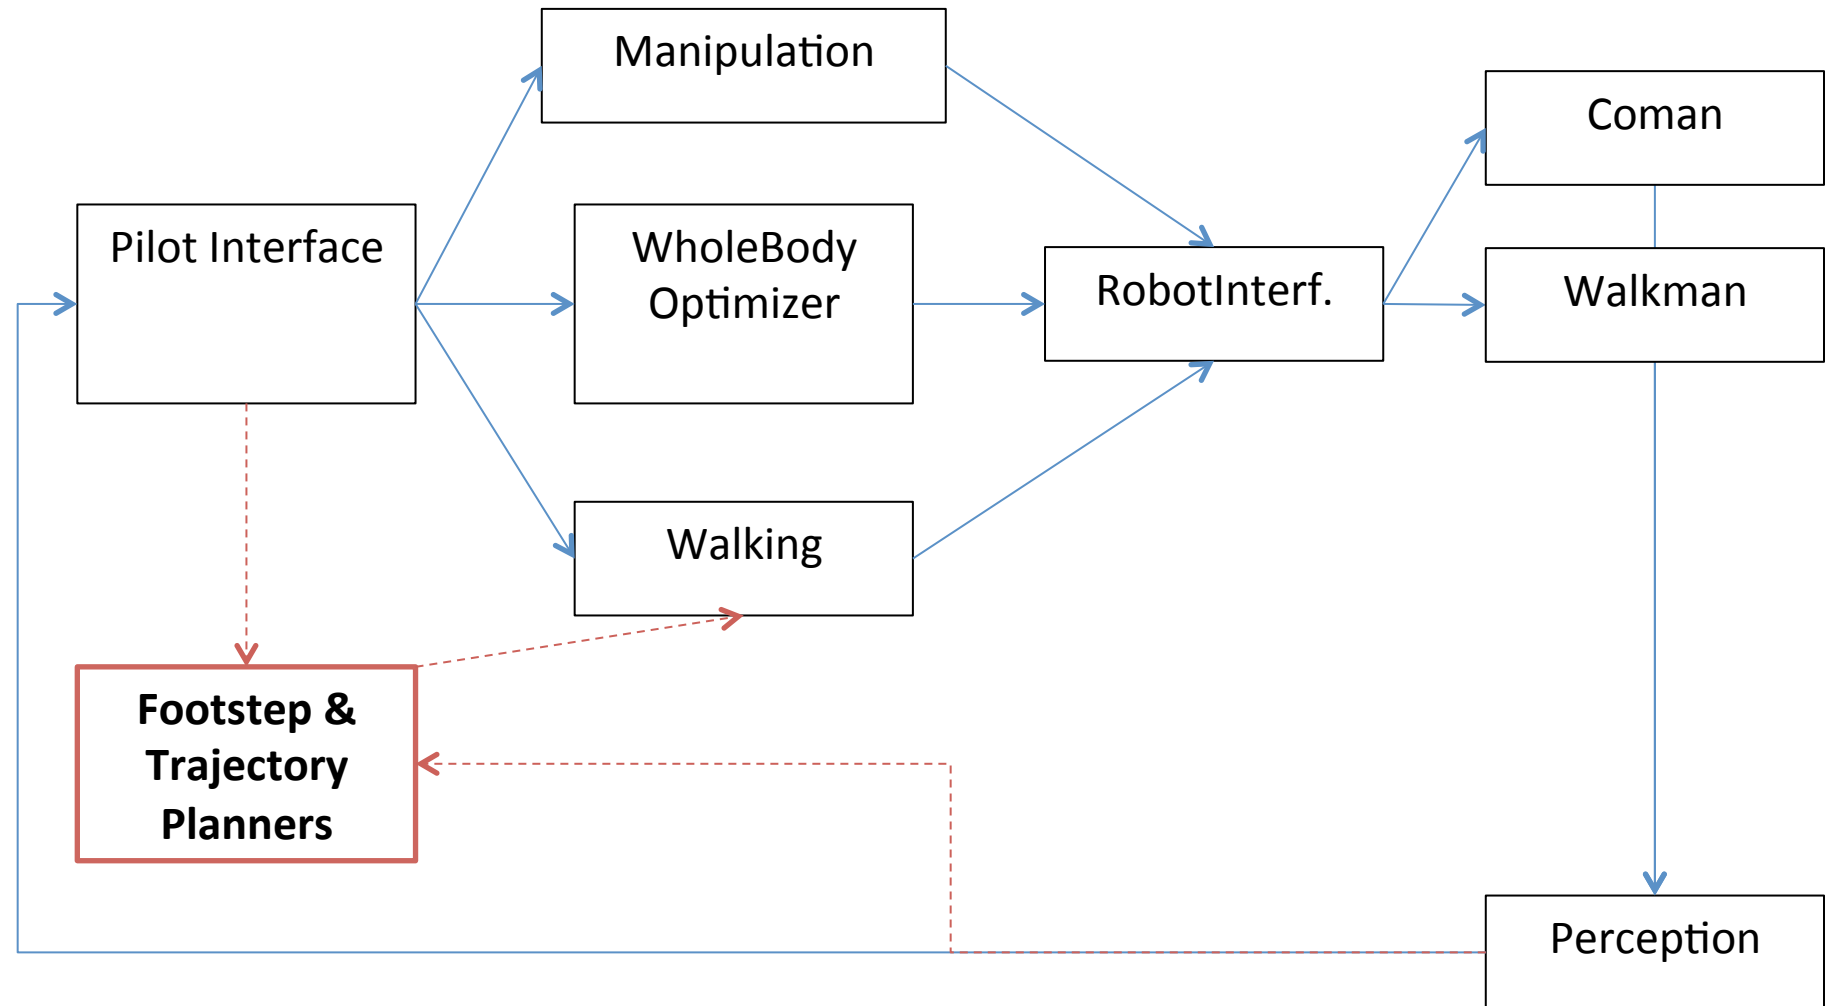 Manipulation
Coman
Pilot Interface
WholeBody
Optimizer
RobotInterf.
Walkman
Walking
Footstep &
Trajectory
Planners
Perception